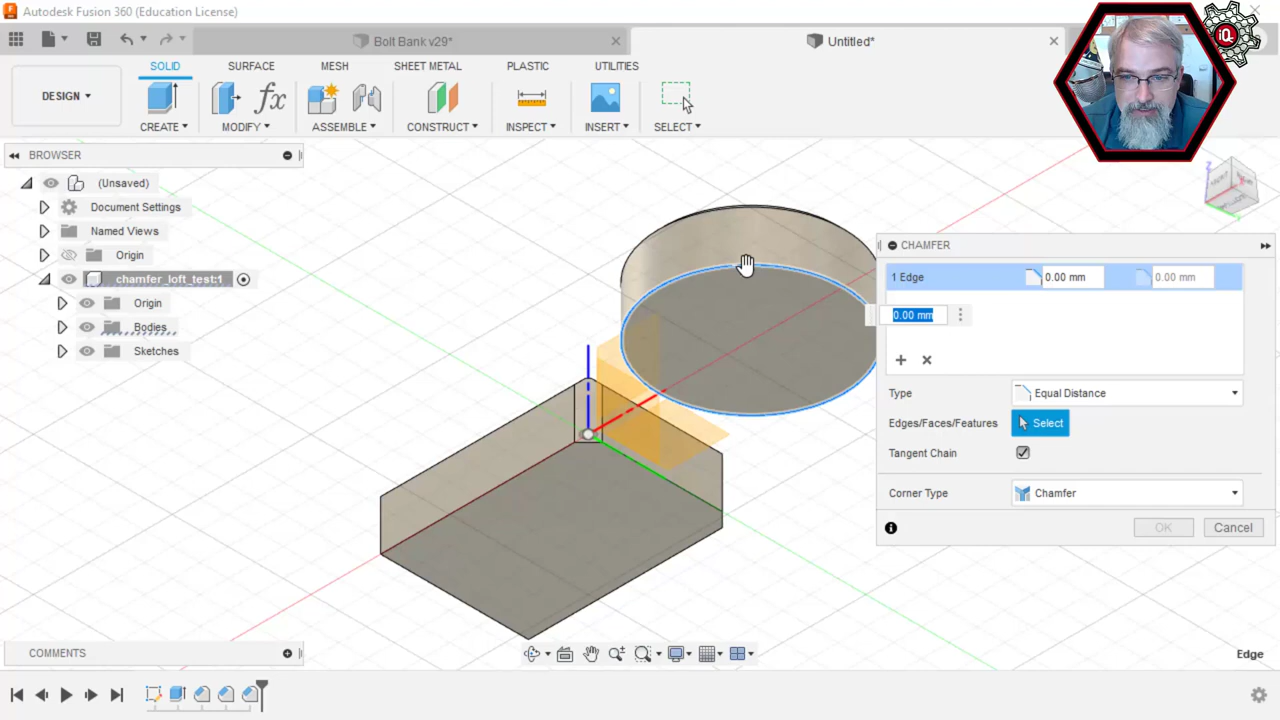 Autodesk Fusion 360 (Education License)
Bolt Bank v29*
Untitled*
iQ
DESIGN
SOLID
SURFACE
MESH
SHEET METAL
PLASTIC
UTILITIES
CREATE
MODIFY
ASSEMBLE
CONSTRUCT
INSPECT
INSERT
SELECT
BROWSER
(Unsaved)
Document Settings
Named Views
Origin
chamfer_loft_test:1
Origin
Bodies
Sketches
CHAMFER
1 Edge
0.00 mm
0.00 mm
0.00 mm
Type
Equal Distance
Edges/Faces/Features
Select
Tangent Chain
Corner Type
Chamfer
OK
Cancel
COMMENTS
Edge